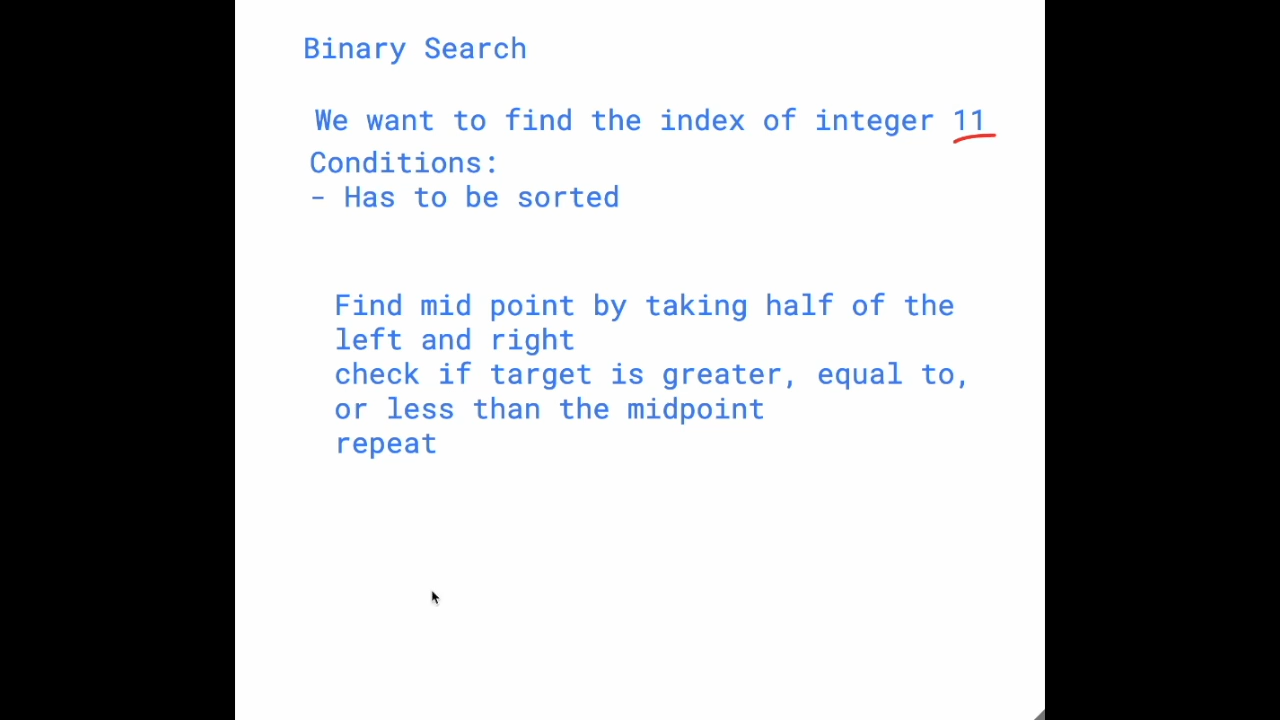 Binary Search
We want to find the index of integer 11
Conditions:
- Has to be sorted
Find mid point by taking half of the
left and right
check if target is greater, equal to,
or less than the midpoint
repeat